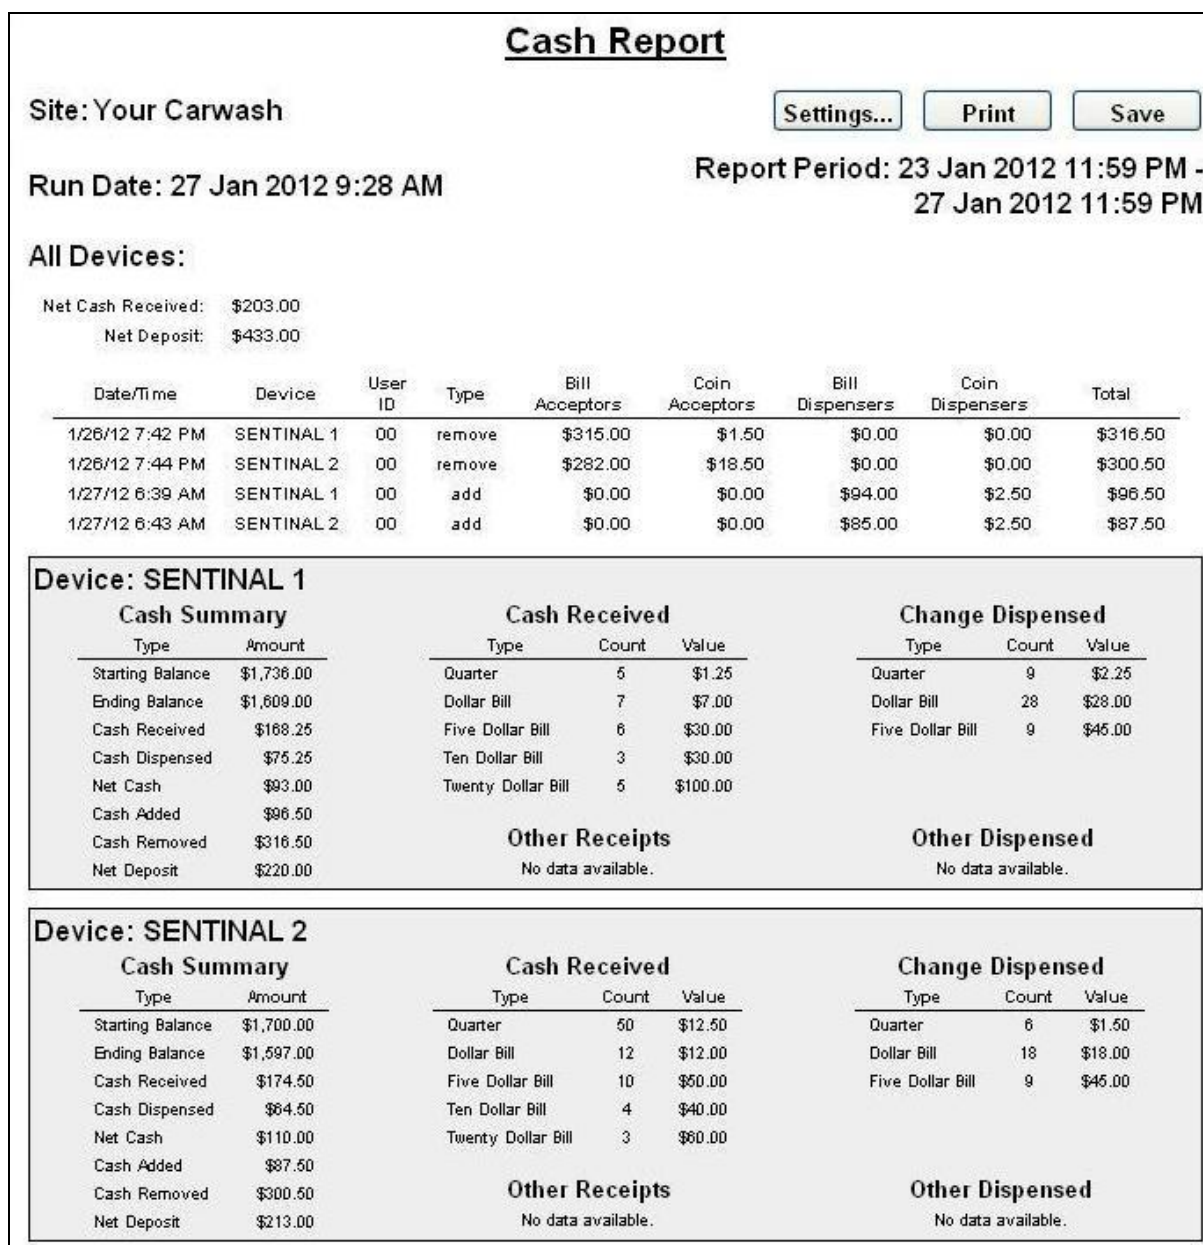 Cash Report
Site: Your Carwash
Settings... Print Save
Run Date: 27 Jan 2012 9:28 AM
Report Period: 23 Jan 2012 11:59 PM -
27 Jan 2012 11:59 PM
All Devices:
Net Cash Received: $203.00
Net Deposit: $433.00
Date/Time Device User ID Type Bill Acceptors Coin Acceptors Bill Dispensers Coin Dispensers Total
1/26/12 7:42 PM SENTINAL 1 00 remove $315.00 $1.50 $0.00 $0.00 $316.50
1/26/12 7:44 PM SENTINAL 2 00 remove $282.00 $18.50 $0.00 $0.00 $300.50
1/27/12 6:39 AM SENTINAL 1 00 add $0.00 $0.00 $94.00 $2.50 $96.50
1/27/12 6:43 AM SENTINAL 2 00 add $0.00 $0.00 $85.00 $2.50 $87.50
Device: SENTINAL 1
Cash Summary Cash Received Change Dispensed
Type Amount Type Count Value Type Count Value
Starting Balance $1,736.00 Quarter 5 $1.25 Quarter 9 $2.25
Ending Balance $1,609.00 Dollar Bill 7 $7.00 Dollar Bill 28 $28.00
Cash Received $168.25 Five Dollar Bill 6 $30.00 Five Dollar Bill 9 $45.00
Cash Dispensed $75.25 Ten Dollar Bill 3 $30.00
Net Cash $93.00 Twenty Dollar Bill 5 $100.00
Cash Added $96.50
Cash Removed $316.50 Other Receipts Other Dispensed
Net Deposit $220.00 No data available. No data available.
Device: SENTINAL 2
Cash Summary Cash Received Change Dispensed
Type Amount Type Count Value Type Count Value
Starting Balance $1,700.00 Quarter 50 $12.50 Quarter 6 $1.50
Ending Balance $1,597.00 Dollar Bill 12 $12.00 Dollar Bill 18 $18.00
Cash Received $174.50 Five Dollar Bill 10 $50.00 Five Dollar Bill 9 $45.00
Cash Dispensed $64.50 Ten Dollar Bill 4 $40.00
Net Cash $110.00 Twenty Dollar Bill 3 $60.00
Cash Added $87.50
Cash Removed $300.50 Other Receipts Other Dispensed
Net Deposit $213.00 No data available. No data available.